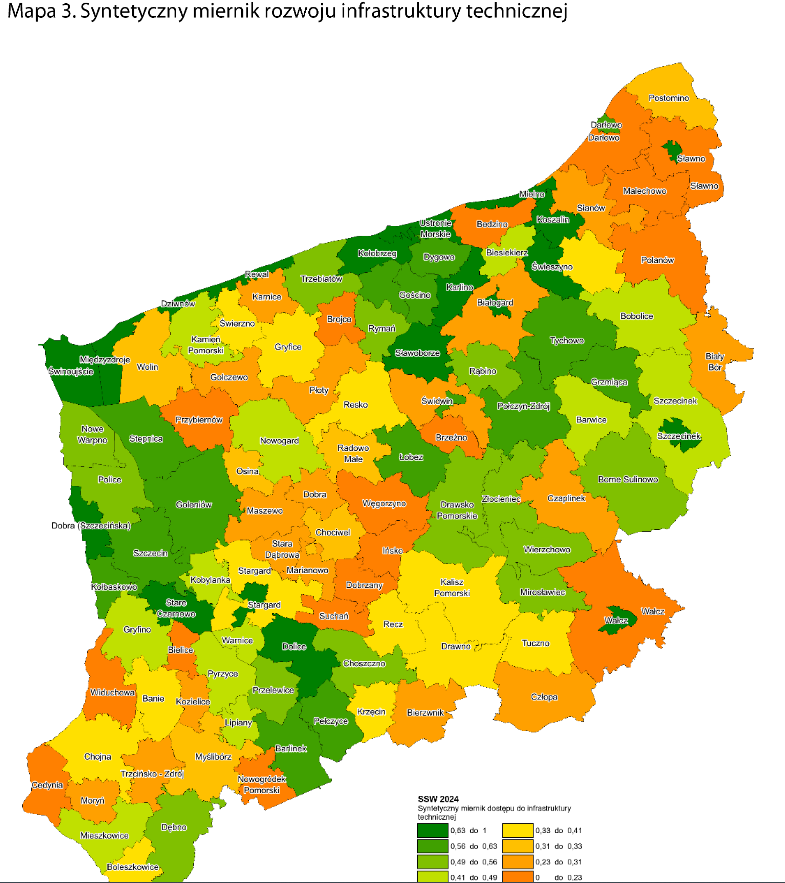 Mapa 3. Syntetyczny miernik rozwoju infrastruktury technicznej
Postomino
Darłowo
Darłowo
Sławno
Sławno
Malechowo
Mielno
Sianów
Koszalin
Ustronie
Morskie
Będzino
Kołobrzeg
Dygowo
Biesiekierz
Świeszyno
Polanów
Rewal
Trzebiatów
Karlino
Gościno
Karnice
Dziwnów
Białogard
Bobolice
Świerzno
Brojce
Rymań
Kamień
Pomorski
Gryfice
Tychowo
Sławoborze
Międzyzdroje
Świnoujście
Wolin
Biały
Bór
Rąbino
Golczewo
Grzmiąca
Płoty
Resko
Świdwin
Połczyn-Zdrój
Szczecinek
Przybiernów
Barwice
Nowe
Warpno
Stepnica
Nowogard
Brzeżno
Szczecinek
Radowo
Małe
Łobez
Osina
Police
Borne Sulinowo
Dobra
Węgorzyno
Złocieniec
Czaplinek
Goleniów
Drawsko
Pomorskie
Maszewo
Dobra (Szczecińska)
Chociwel
Szczecin
Stara
Dąbrowa
Ińsko
Wierzchowo
Marianowo
Stargard
Kobylanka
Kalisz
Pomorski
Dobrzany
Kołbaskowo
Mirosławiec
Stare
Czarnowo
Stargard
Suchań
Wałcz
Wałcz
Recz
Gryfino
Warnice
Drawno
Tuczno
Bielice
Dolice
Choszczno
Pyrzyce
Przelewice
Widuchowa
Banie
Kozielice
Człopa
Krzęcin
Bierzwnik
Lipiany
Pełczyce
Barlinek
Chojna
Myślibórz
Trzcińsko - Zdrój
Cedynia
Nowogródek
Pomorski
Moryń
Dębno
Mieszkowice
Boleszkowice
SSW 2024
Syntetyczny miernik dostępu do infrastruktury
technicznej
0,63 do 1
0,33 do 0,41
0,56 do 0,63
0,31 do 0,33
0,49 do 0,56
0,23 do 0,31
0,41 do 0,49
0 do 0,23